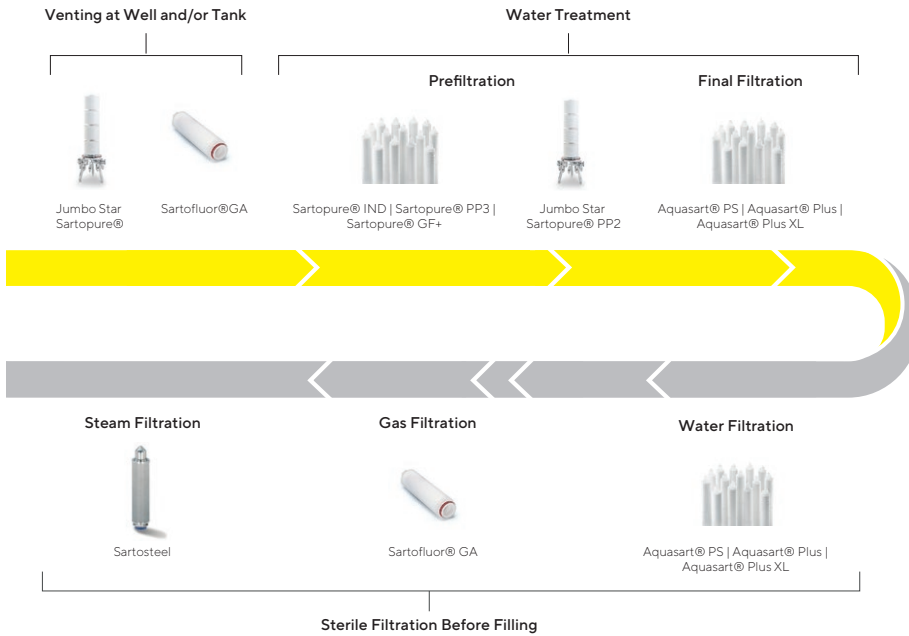 Venting at Well and/or Tank
Water Treatment
Prefiltration
Final Filtration
Jumbo Star
Sartopure®
Sartofluor®GA
Sartopure® IND | Sartopure® PP3 |
Sartopure® GF+
Jumbo Star
Sartopure® PP2
Aquasart® PS | Aquasart® Plus |
Aquasart® Plus XL
Steam Filtration
Gas Filtration
Water Filtration
Sartosteel
Sartofluor® GA
Aquasart® PS | Aquasart® Plus |
Aquasart® Plus XL
Sterile Filtration Before Filling